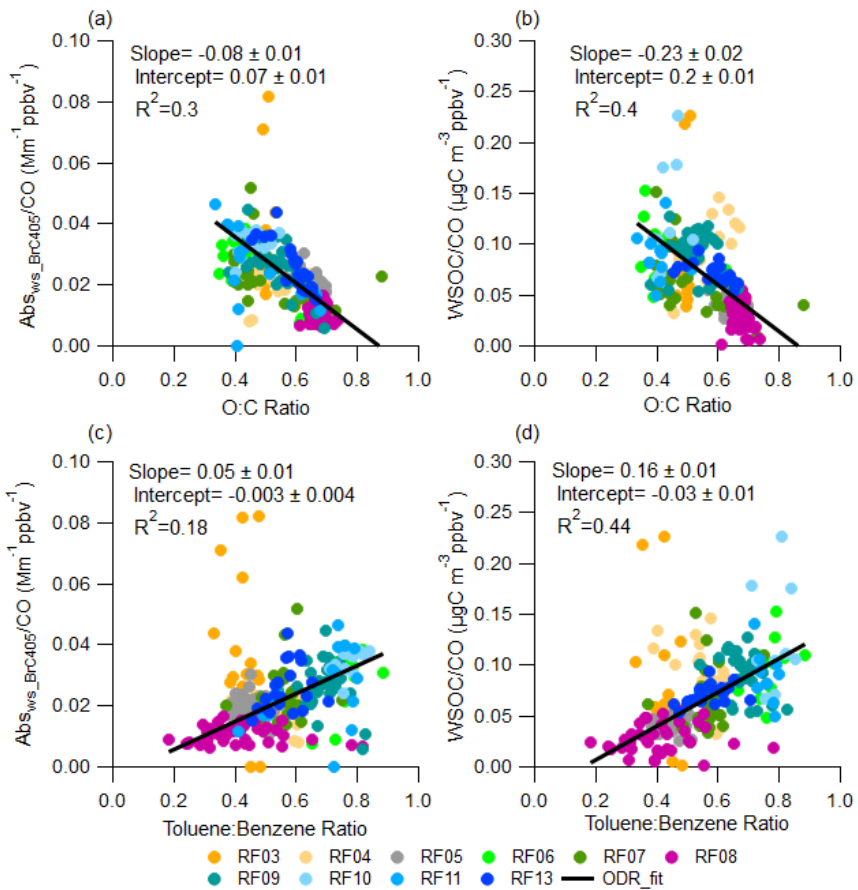 (a)
Slope= -0.08 ± 0.01
Intercept= 0.07 ± 0.01
R²=0.3
Abs_ws_BrC405/CO (Mm⁻¹ppbv⁻¹)
0.10
0.08
0.06
0.04
0.02
0.00
0.0 0.2 0.4 0.6 0.8 1.0
O:C Ratio
(b)
Slope= -0.23 ± 0.02
Intercept= 0.2 ± 0.01
R²=0.4
WSOC/CO (µgC m⁻³ ppbv⁻¹)
0.30
0.25
0.20
0.15
0.10
0.05
0.00
0.0 0.2 0.4 0.6 0.8 1.0
O:C Ratio
(c)
Slope= 0.05 ± 0.01
Intercept= -0.003 ± 0.004
R²=0.18
Abs_ws_BrC405/CO (Mm⁻¹ppbv⁻¹)
0.10
0.08
0.06
0.04
0.02
0.00
0.0 0.2 0.4 0.6 0.8 1.0
Toluene:Benzene Ratio
(d)
Slope= 0.16 ± 0.01
Intercept= -0.03 ± 0.01
R²=0.44
WSOC/CO (µgC m⁻³ ppbv⁻¹)
0.30
0.25
0.20
0.15
0.10
0.05
0.00
0.0 0.2 0.4 0.6 0.8 1.0
Toluene:Benzene Ratio
RF03 RF04 RF05 RF06 RF07 RF08
RF09 RF10 RF11 RF13 ODR_fit